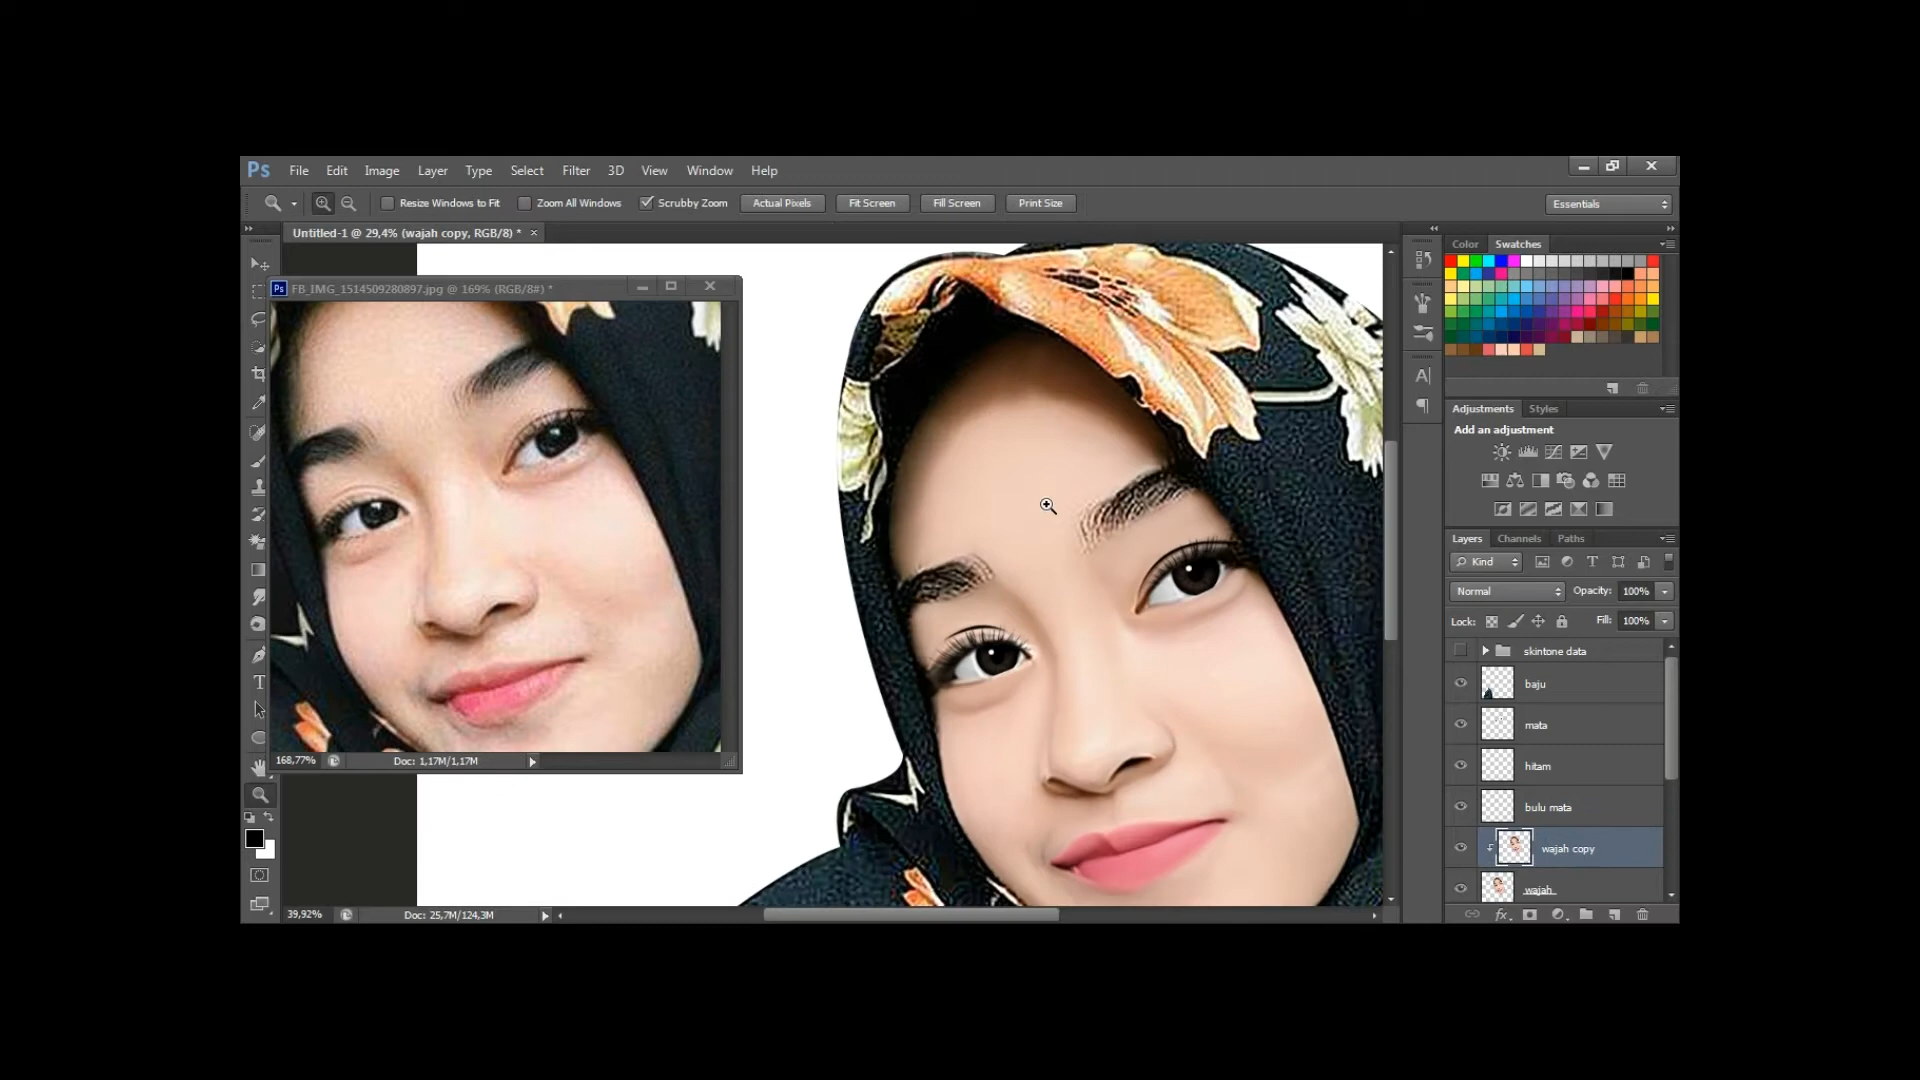 Ps File Edit Image Layer Type Select Filter 3D View Window Help
Resize Windows to Fit Zoom All Windows Scrubby Zoom Actual Pixels Fit Screen Fill Screen Print Size Essentials
Untitled-1 @ 29,4% (wajah copy, RGB/8) * ×
Color Swatches
Ps FB_IMG_1514509280897.jpg @ 169% (RGB/8#) *
Adjustments Styles
Add an adjustment
Layers Channels Paths
Kind
Normal Opacity: 100%
Lock: Fill: 100%
skintone data
baju
mata
hitam
bulu mata
wajah copy
wajah
168,77% Doc: 1,17M/1,17M
39,92% Doc: 25,7M/124,3M